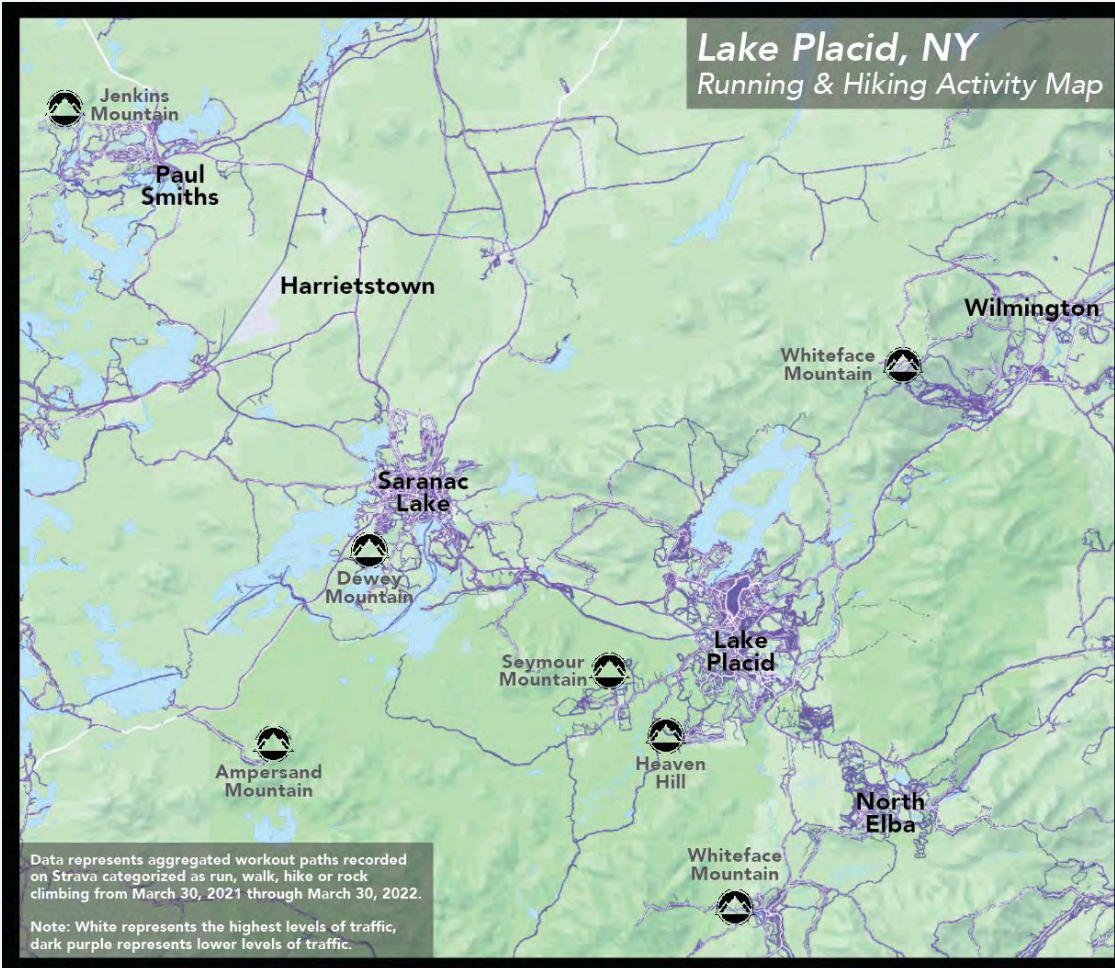 Lake Placid, NY
Running & Hiking Activity Map
Jenkins
Mountain
Paul
Smiths
Harrietstown
Wilmington
Whiteface
Mountain
Saranac
Lake
Dewey
Mountain
Lake
Placid
Seymour
Mountain
Heaven
Hill
Ampersand
Mountain
North
Elba
Whiteface
Mountain
Data represents aggregated workout paths recorded
on Strava categorized as run, walk, hike or rock
climbing from March 30, 2021 through March 30, 2022.
Note: White represents the highest levels of traffic,
dark purple represents lower levels of traffic.